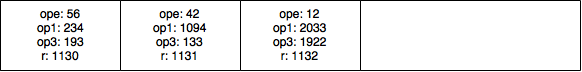 ope: 56
op1: 234
op3: 193
r: 1130
ope: 42
op1: 1094
op3: 133
r: 1131
ope: 12
op1: 2033
op3: 1922
r: 1132